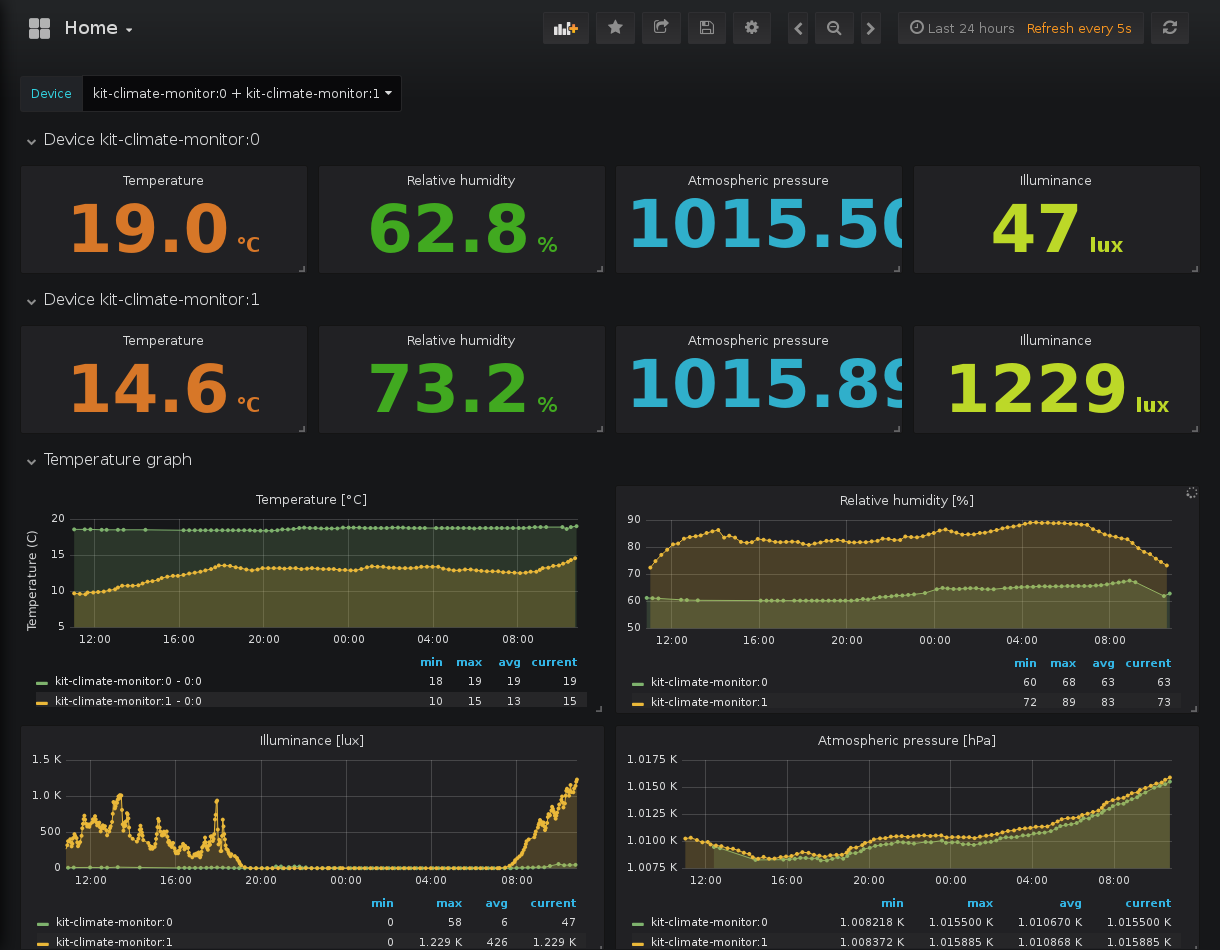 Home
Last 24 hours Refresh every 5s
Device kit-climate-monitor:0 + kit-climate-monitor:1
Device kit-climate-monitor:0
Temperature Relative humidity Atmospheric pressure Illuminance
19.0 °C 62.8 % 1015.50 47 lux
Device kit-climate-monitor:1
Temperature Relative humidity Atmospheric pressure Illuminance
14.6 °C 73.2 % 1015.89 1229 lux
Temperature graph
Temperature [°C]
Temperature (C)
20
15
10
5
12:00 16:00 20:00 00:00 04:00 08:00
min max avg current
kit-climate-monitor:0 - 0:0 18 19 19 19
kit-climate-monitor:1 - 0:0 10 15 13 15
Relative humidity [%]
90
80
70
60
50
12:00 16:00 20:00 00:00 04:00 08:00
min max avg current
kit-climate-monitor:0 60 68 63 63
kit-climate-monitor:1 72 89 83 73
Illuminance [lux]
1.5 K
1.0 K
500
0
12:00 16:00 20:00 00:00 04:00 08:00
min max avg current
kit-climate-monitor:0 0 58 6 47
kit-climate-monitor:1 0 1.229 K 426 1.229 K
Atmospheric pressure [hPa]
1.0175 K
1.0150 K
1.0125 K
1.0100 K
1.0075 K
12:00 16:00 20:00 00:00 04:00 08:00
min max avg current
kit-climate-monitor:0 1.008218 K 1.015500 K 1.010670 K 1.015500 K
kit-climate-monitor:1 1.008372 K 1.015885 K 1.010868 K 1.015885 K